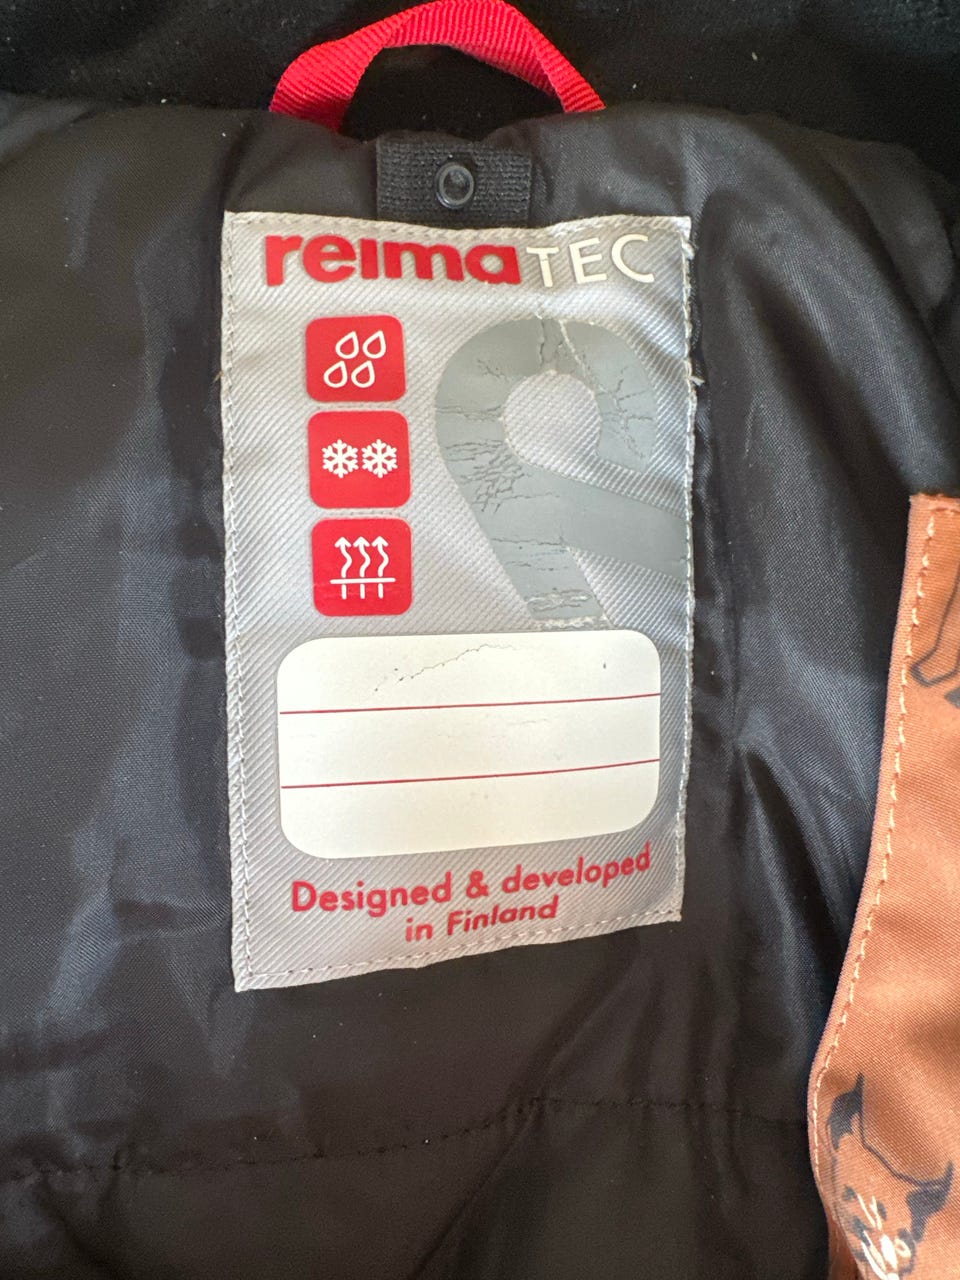 reimaTEC
Designed & developed
in Finland